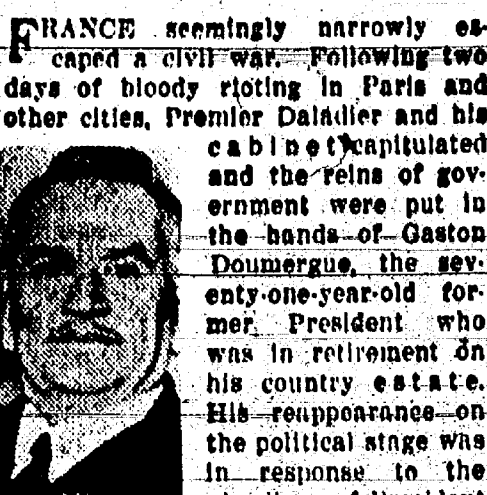 FRANCE seemingly narrowly es-
caped a civil war. Following two
days of bloody rioting in Paris and
other cities, Premier Daladier and his
cabinet capitulated
and the reins of gov-
ernment were put in
the hands of Gaston
Doumergue, the sev-
enty-one-year-old for-
mer President who
was in retirement on
his country estate.
His reappearance on
the political stage was
in response to the